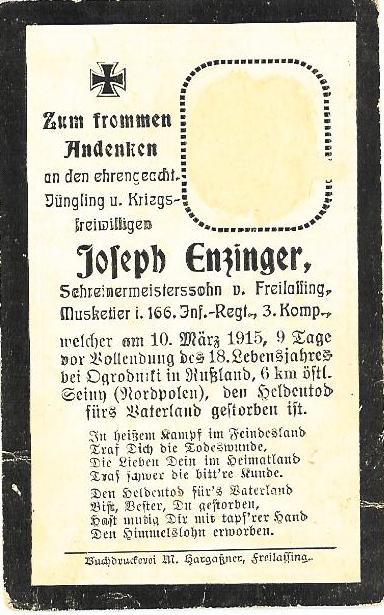 Zum frommen
Andenken
an den ehrengeacht.
Jüngling u. Kriegs-
freiwilligen
Joseph Enzinger,
Schreinermeisterssohn v. Freilassing,
Musketier i. 166. Inf.-Regt., 3. Komp.,
welcher am 10. März 1915, 9 Tage
vor Vollendung des 18. Lebensjahres
bei Ogrodniki in Rußland, 6 km östl.
Seiny (Nordpolen), den Heldentod
fürs Vaterland gestorben ist.
In heißem Kampf im Feindesland
Traf Dich die Todeswunde,
Die Lieben Dein im Heimatland
Traf schwer die bitt're Kunde.
Den Heldentod für's Vaterland
Bist, Bester, Du gestorben,
Hast mutig Dir mit tapf'rer Hand
Den Himmelslohn erworben.
Buchdruckerei M. Hargaßner, Freilassing.